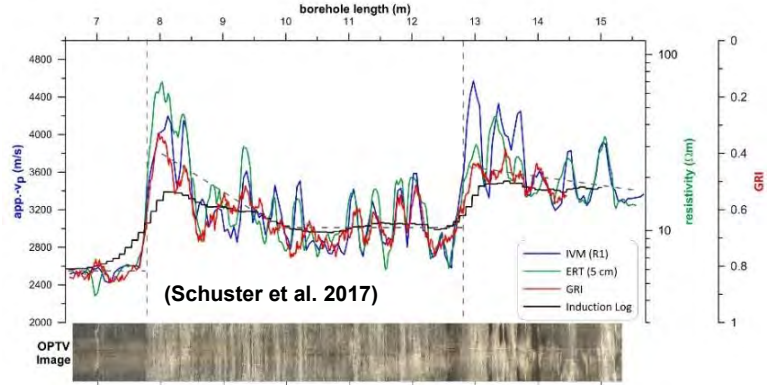 borehole length (m)
7 8 9 10 11 12 13 14 15
4800
4400
4000
3600
3200
2800
2400
2000
app.-vp (m/s)
100
10
resistivity (Ωm)
0
0.2
0.4
0.6
0.8
1
GRI
IVM (R1)
ERT (5 cm)
GRI
Induction Log
(Schuster et al. 2017)
OPTV
Image